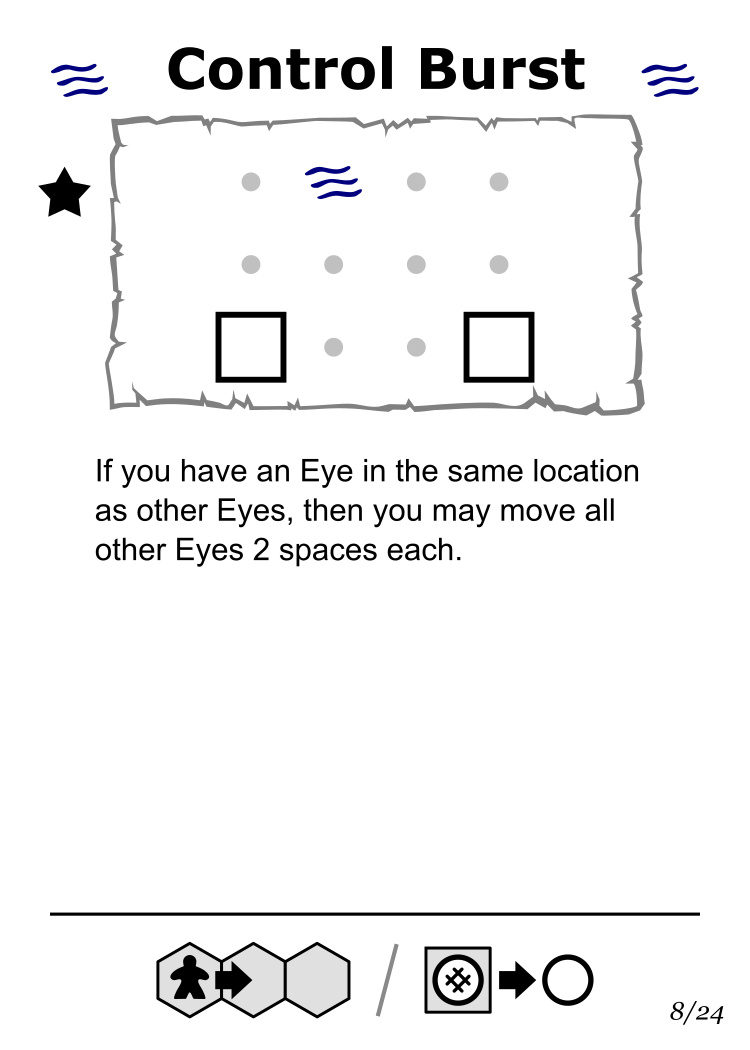 Control Burst
If you have an Eye in the same location
as other Eyes, then you may move all
other Eyes 2 spaces each.
8/24